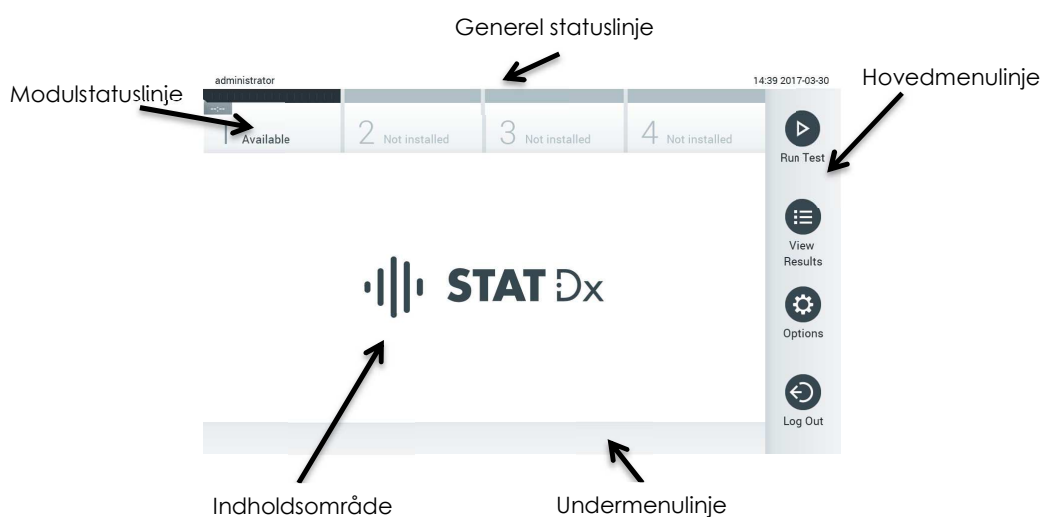 Generel statuslinje
administrator
14:39 2017-03-30
Hovedmenulinje
Modulstatuslinje
--:--
1 Available
2 Not installed
3 Not installed
4 Not installed
Run Test
View
Results
STAT Dx
Options
Log Out
Indholdsområde
Undermenulinje